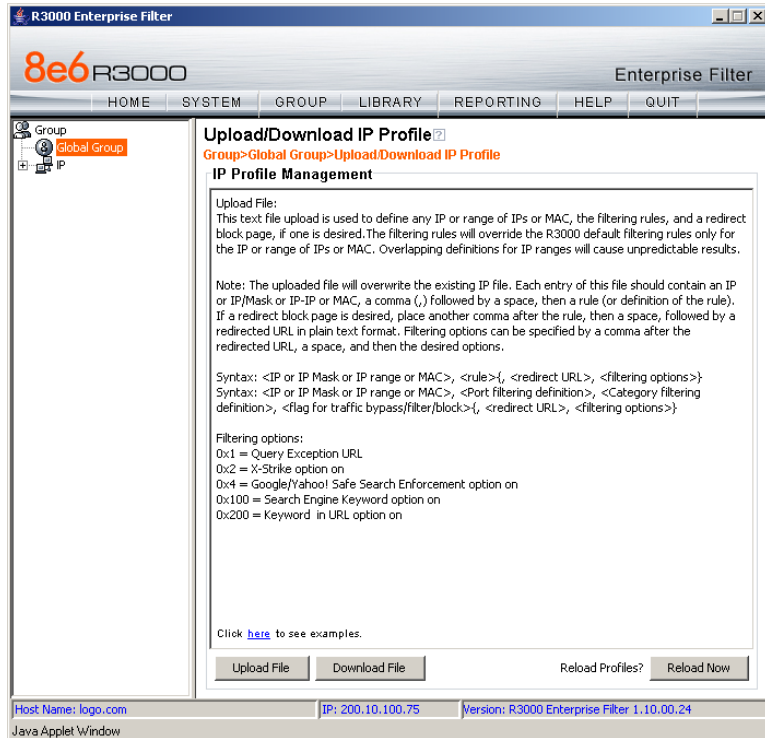 R3000 Enterprise Filter
8e6 R3000
Enterprise Filter
HOME SYSTEM GROUP LIBRARY REPORTING HELP QUIT
Group
Global Group
IP
Upload/Download IP Profile
Group>Global Group>Upload/Download IP Profile
IP Profile Management
Upload File:
This text file upload is used to define any IP or range of IPs or MAC, the filtering rules, and a redirect
block page, if one is desired.The filtering rules will override the R3000 default filtering rules only for
the IP or range of IPs or MAC. Overlapping definitions for IP ranges will cause unpredictable results.
Note: The uploaded file will overwrite the existing IP file. Each entry of this file should contain an IP
or IP/Mask or IP-IP or MAC, a comma (,) followed by a space, then a rule (or definition of the rule).
If a redirect block page is desired, place another comma after the rule, then a space, followed by a
redirected URL in plain text format. Filtering options can be specified by a comma after the
redirected URL, a space, and then the desired options.
Syntax: <IP or IP Mask or IP range or MAC>, <rule>{, <redirect URL>, <filtering options>}
Syntax: <IP or IP Mask or IP range or MAC>, <Port filtering definition>, <Category filtering
definition>, <flag for traffic bypass/filter/block>{, <redirect URL>, <filtering options>}
Filtering options:
0x1 = Query Exception URL
0x2 = X-Strike option on
0x4 = Google/Yahoo! Safe Search Enforcement option on
0x100 = Search Engine Keyword option on
0x200 = Keyword in URL option on
Click here to see examples.
Upload File Download File Reload Profiles? Reload Now
Host Name: logo.com IP: 200.10.100.75 Version: R3000 Enterprise Filter 1.10.00.24
Java Applet Window